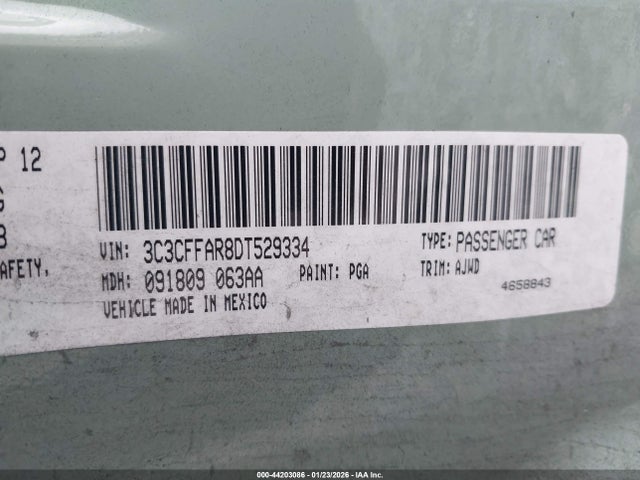 P 12
3
AFETY,
VIN: 3C3CFFAR8DT529334 TYPE: PASSENGER CAR
MDH: 091809 063AA PAINT: PGA TRIM: AJWD
VEHICLE MADE IN MEXICO 4658843
000-44203086 - 01/23/2026 - IAA Inc.